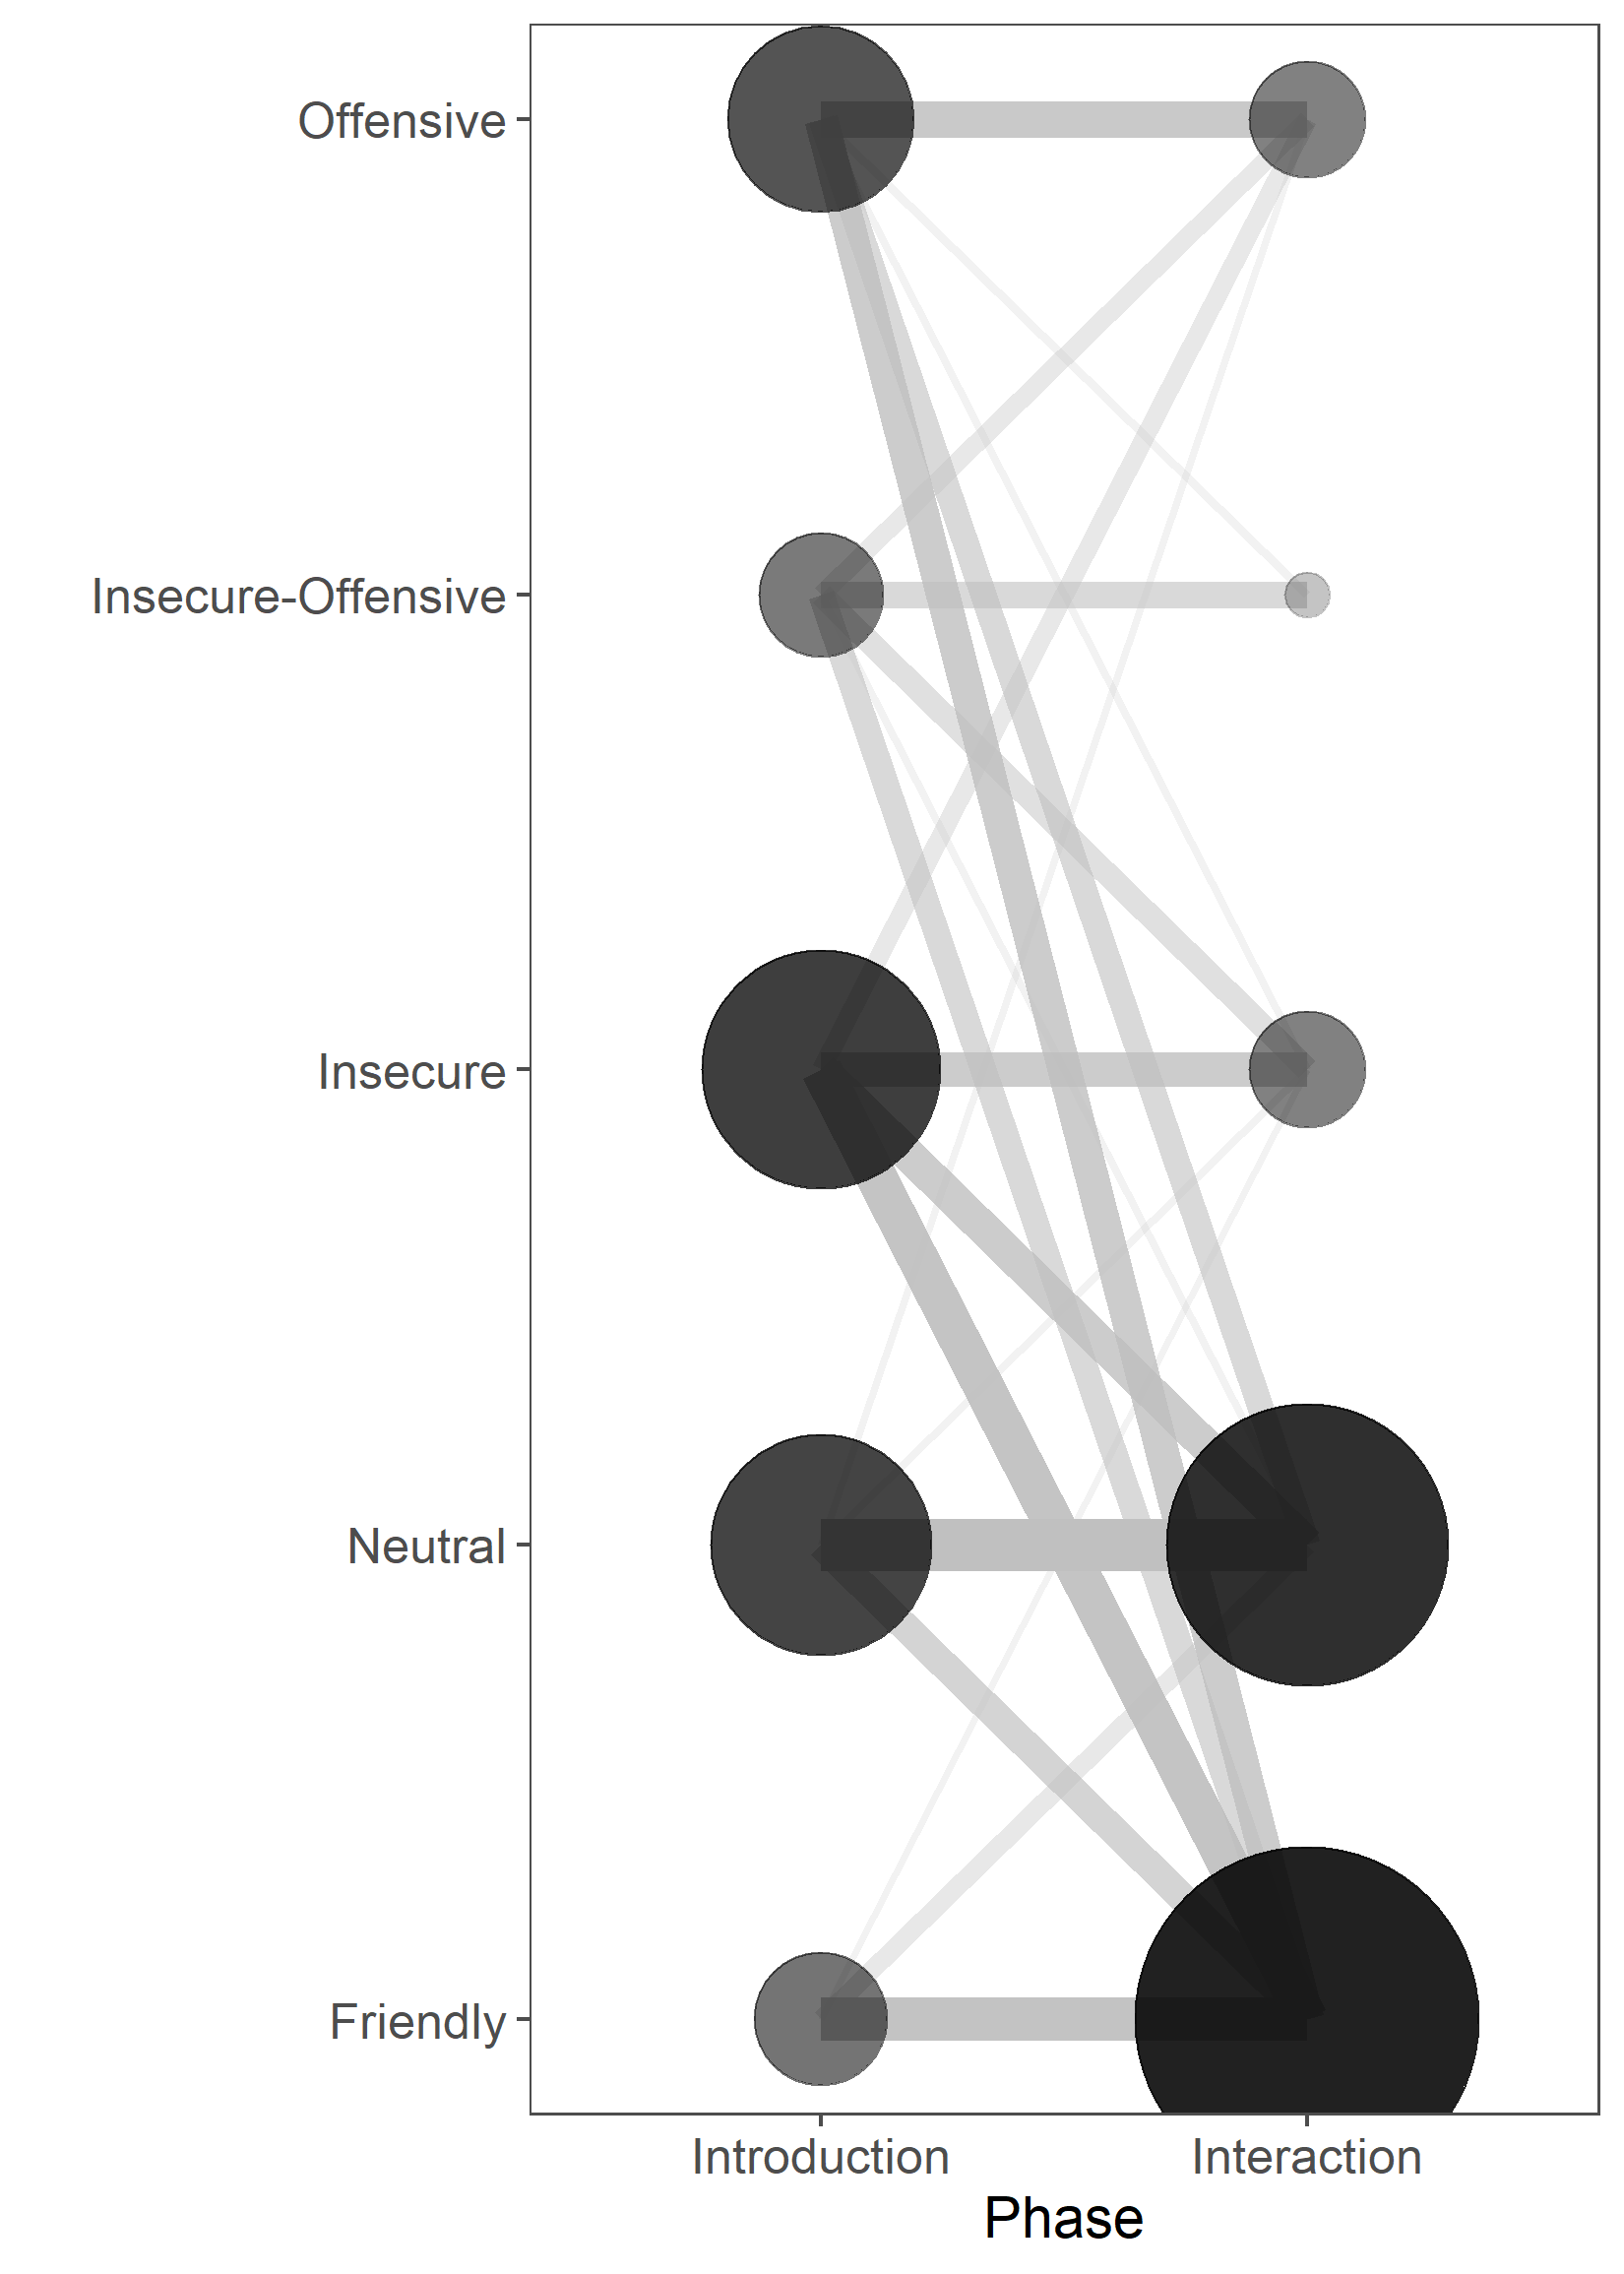 Offensive
Insecure-Offensive
Insecure
Neutral
Friendly
Introduction Interaction
Phase